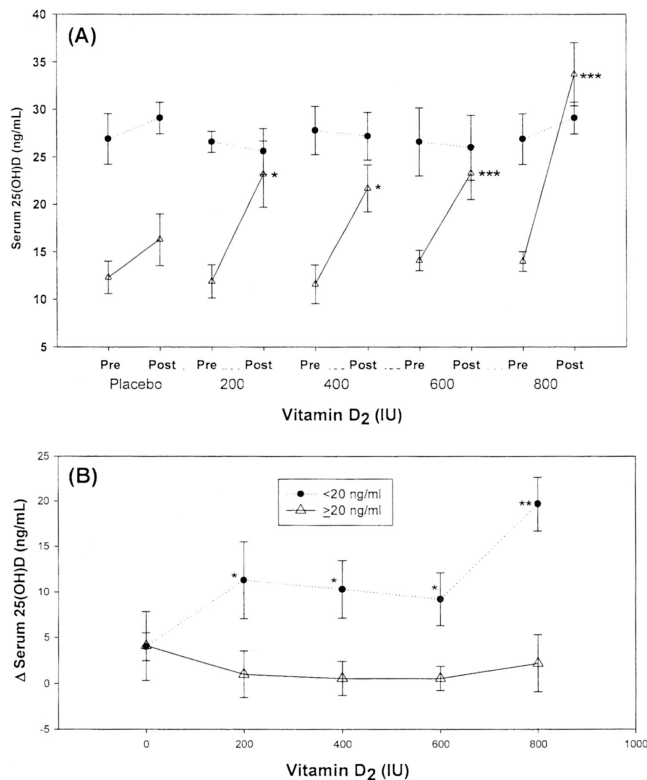 (A)
Serum 25(OH)D (ng/mL)
40
35
30
25
20
15
10
5
*
*
***
***
Pre Post Pre Post Pre Post Pre Post Pre Post
Placebo 200 400 600 800
Vitamin D2 (IU)
(B)
Δ Serum 25(OH)D (ng/mL)
25
20
15
10
5
0
-5
<20 ng/ml
≥20 ng/ml
*
*
*
**
0 200 400 600 800 1000
Vitamin D2 (IU)